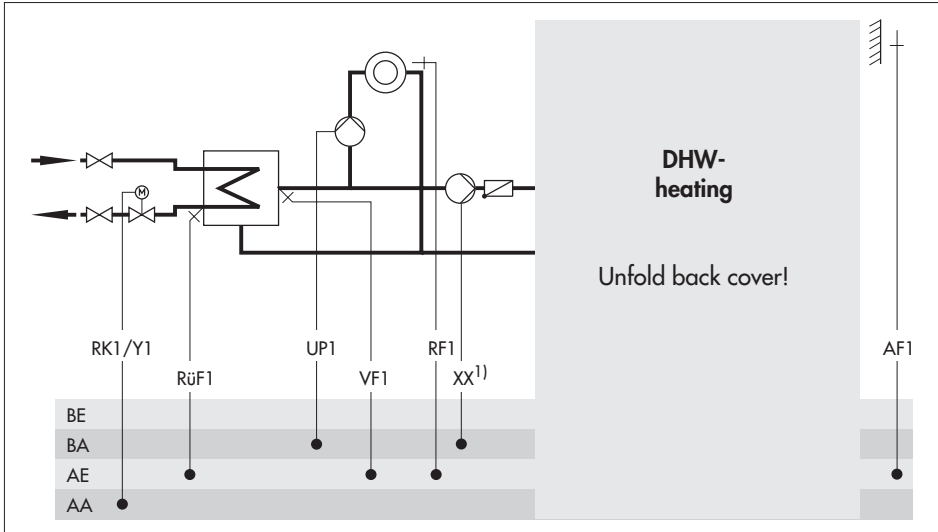 M
DHW-
heating
Unfold back cover!
RK1/Y1
UP1
RF1
AF1
RüF1
VF1
XX1)
BE
BA
AE
AA